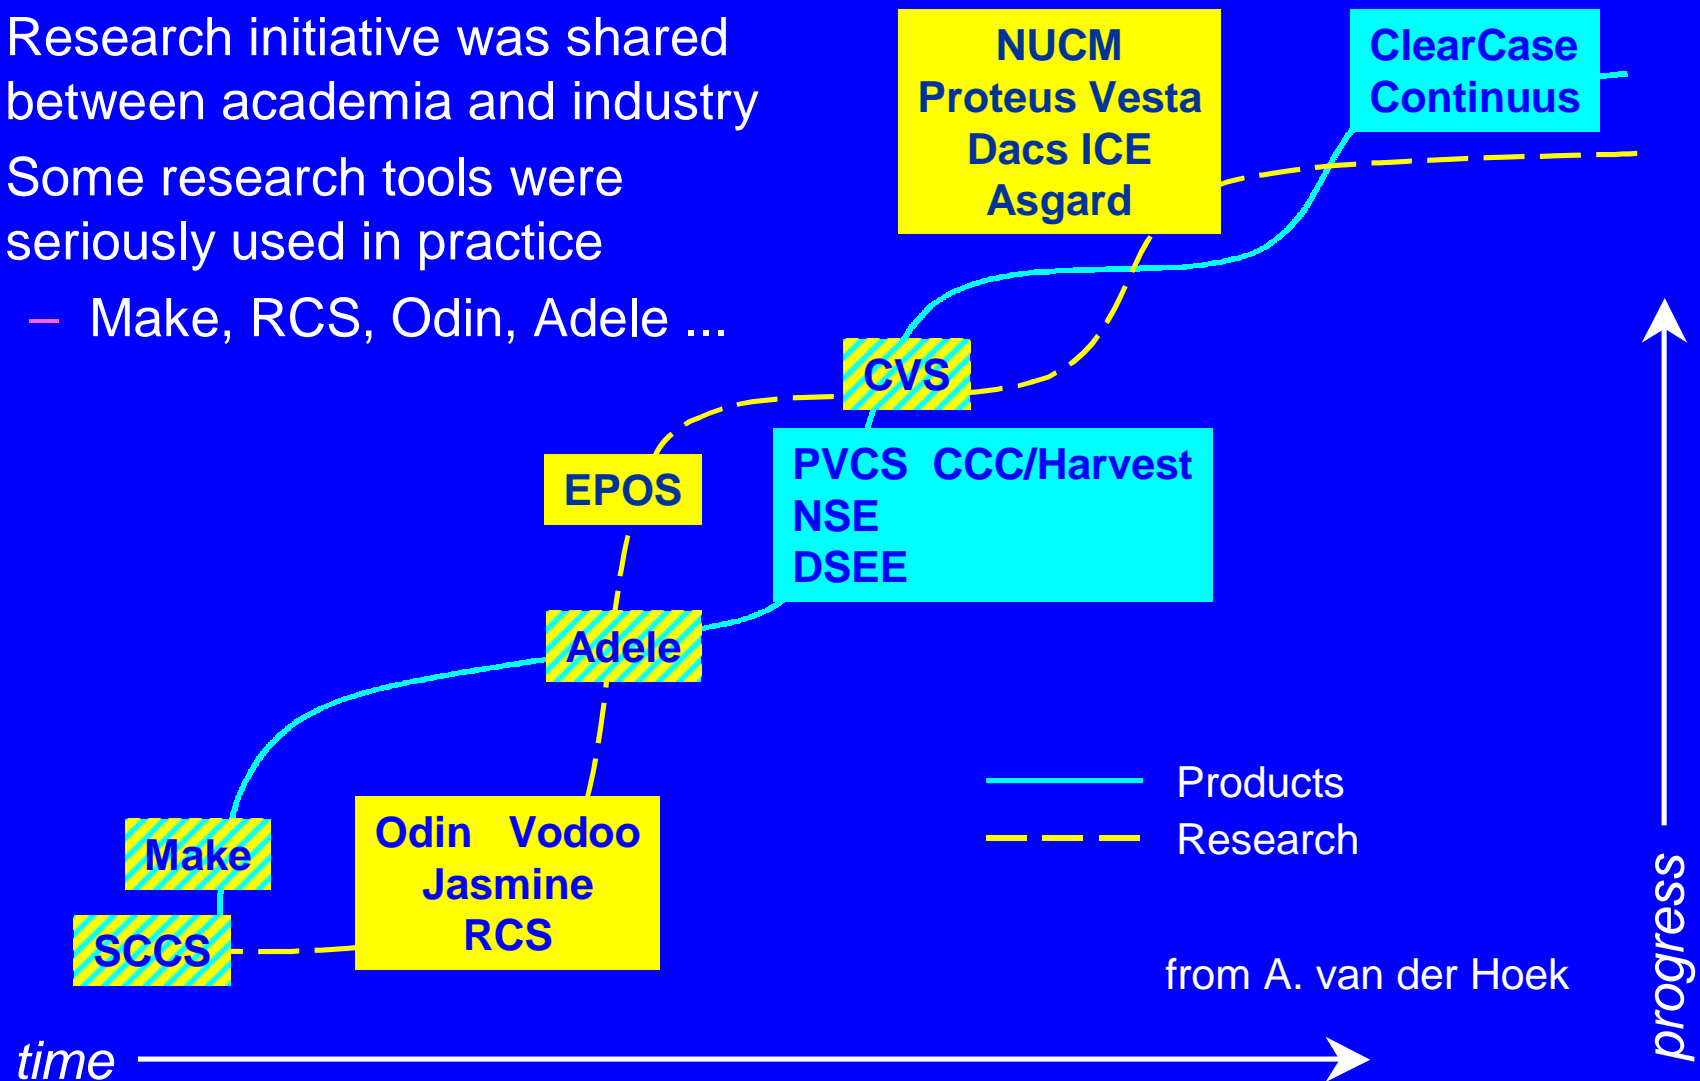 Research initiative was shared
between academia and industry
Some research tools were
seriously used in practice
– Make, RCS, Odin, Adele ...
NUCM
Proteus Vesta
Dacs ICE
Asgard
ClearCase
Continuus
CVS
EPOS
PVCS CCC/Harvest
NSE
DSEE
Adele
Make
Odin Vodoo
Jasmine
RCS
SCCS
Products
Research
from A. van der Hoek
progress
time